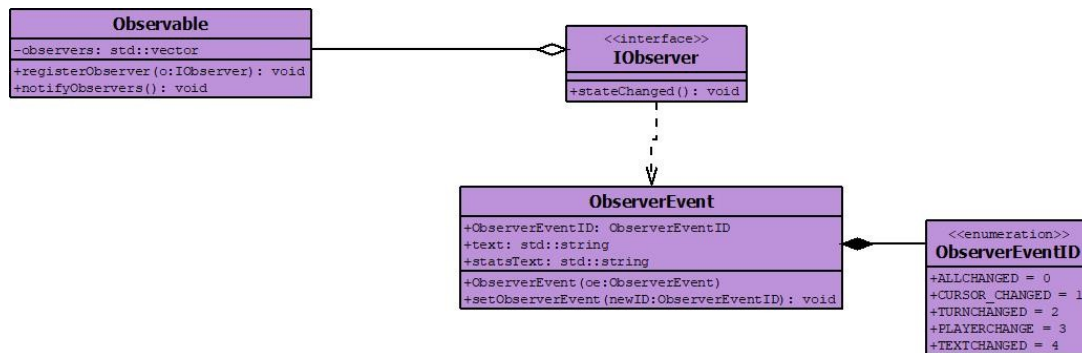 Observable
-observers: std::vector
+registerObserver(o:IObserver): void
+notifyObservers(): void
<<interface>>
IObserver
+stateChanged(): void
ObserverEvent
+ObserverEventID: ObserverEventID
+text: std::string
+statsText: std::string
+ObserverEvent(oe:ObserverEvent)
+setObserverEvent(newID:ObserverEventID): void
<<enumeration>>
ObserverEventID
+ALLCHANGED = 0
+CURSOR_CHANGED = 1
+TURNCHANGED = 2
+PLAYERCHANGE = 3
+TEXTCHANGED = 4